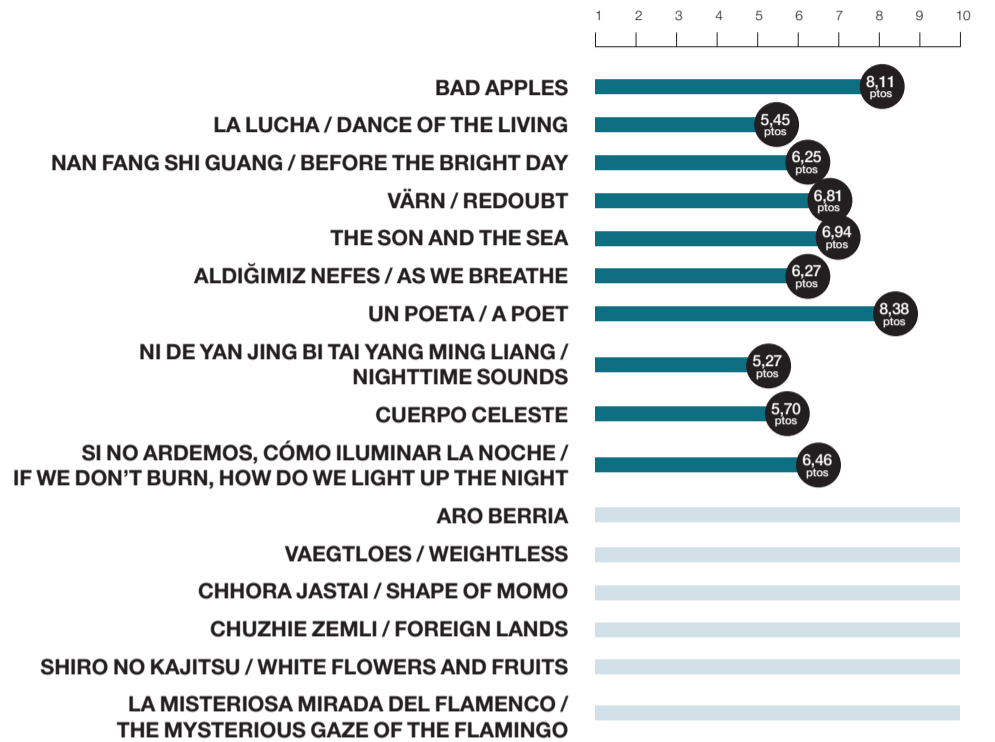 1 2 3 4 5 6 7 8 9 10
BAD APPLES
8,11
ptos
LA LUCHA / DANCE OF THE LIVING
5,45
ptos
NAN FANG SHI GUANG / BEFORE THE BRIGHT DAY
6,25
ptos
VÄRN / REDOUBT
6,81
ptos
THE SON AND THE SEA
6,94
ptos
ALDIĞIMIZ NEFES / AS WE BREATHE
6,27
ptos
UN POETA / A POET
8,38
ptos
NI DE YAN JING BI TAI YANG MING LIANG /
NIGHTTIME SOUNDS
5,27
ptos
CUERPO CELESTE
5,70
ptos
SI NO ARDEMOS, CÓMO ILUMINAR LA NOCHE /
IF WE DON’T BURN, HOW DO WE LIGHT UP THE NIGHT
6,46
ptos
ARO BERRIA
VAEGTLOES / WEIGHTLESS
CHHORA JASTAI / SHAPE OF MOMO
CHUZHIE ZEMLI / FOREIGN LANDS
SHIRO NO KAJITSU / WHITE FLOWERS AND FRUITS
LA MISTERIOSA MIRADA DEL FLAMENCO /
THE MYSTERIOUS GAZE OF THE FLAMINGO